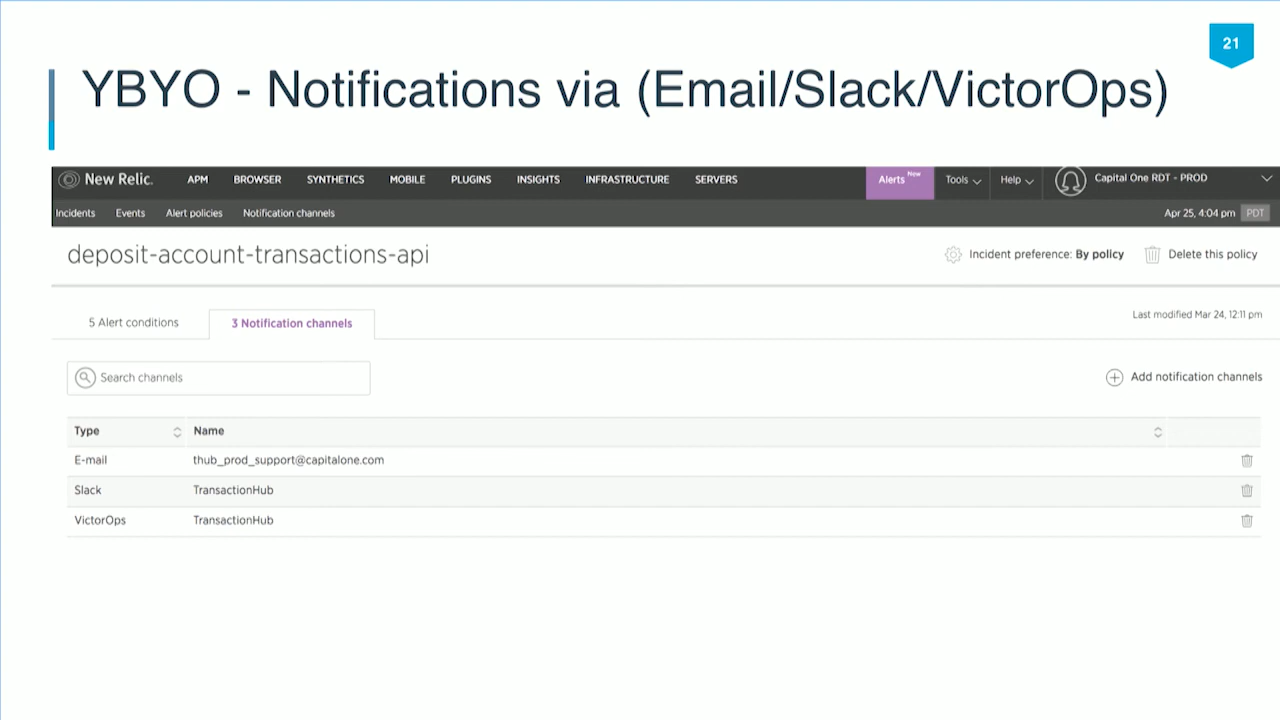 21
YBYO - Notifications via (Email/Slack/VictorOps)
New Relic. APM BROWSER SYNTHETICS MOBILE PLUGINS INSIGHTS INFRASTRUCTURE SERVERS Alerts New Tools Help Capital One RDT - PROD
Incidents Events Alert policies Notification channels Apr 25, 4:04 pm PDT
deposit-account-transactions-api Incident preference: By policy Delete this policy
5 Alert conditions 3 Notification channels Last modified Mar 24, 12:11 pm
Search channels Add notification channels
Type Name
E-mail thub_prod_support@capitalone.com
Slack TransactionHub
VictorOps TransactionHub